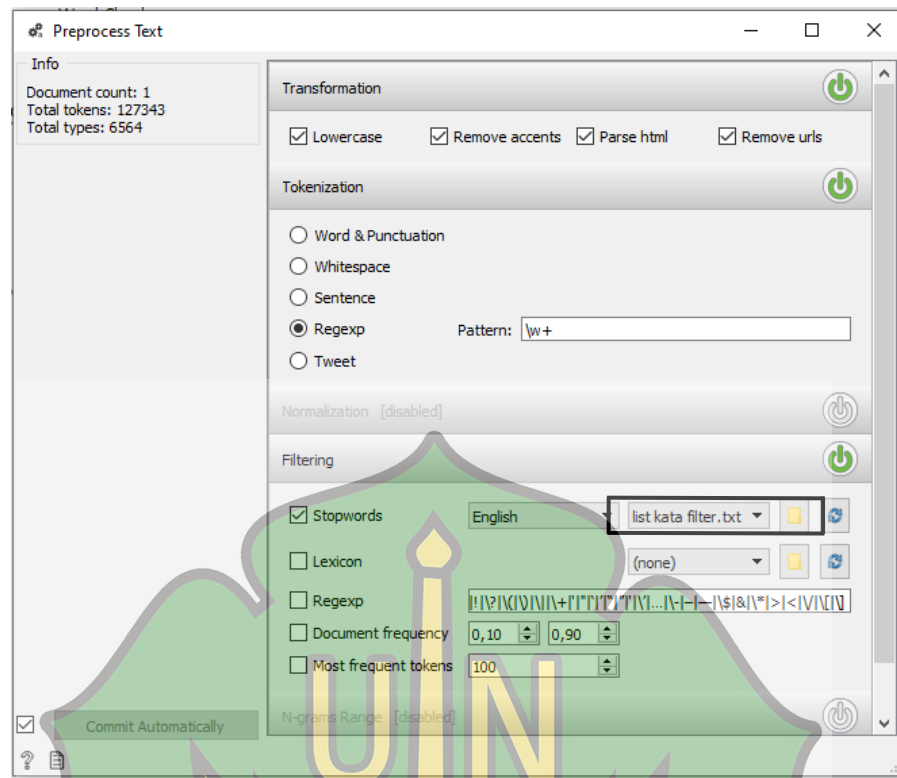 Preprocess Text
Info
Document count: 1
Total tokens: 127343
Total types: 6564
Transformation
Lowercase Remove accents Parse html Remove urls
Tokenization
Word & Punctuation
Whitespace
Sentence
Regexp Pattern: \w+
Tweet
Normalization [disabled]
Filtering
Stopwords English list kata filter.txt
Lexicon (none)
Regexp
Document frequency 0,10 0,90
Most frequent tokens 100
N-grams Range [disabled]
Commit Automatically
UIN